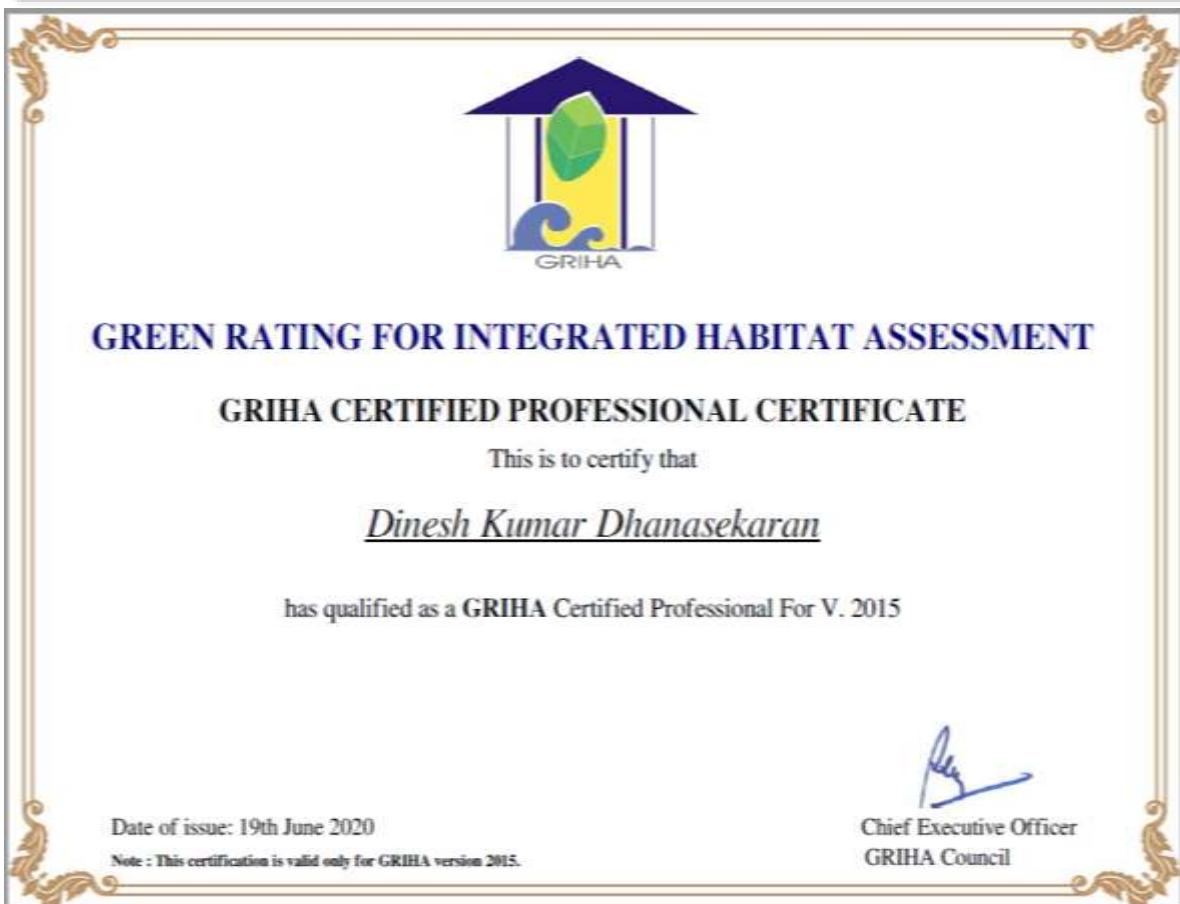 GRIHA
GREEN RATING FOR INTEGRATED HABITAT ASSESSMENT
GRIHA CERTIFIED PROFESSIONAL CERTIFICATE
This is to certify that
Dinesh Kumar Dhanasekaran
has qualified as a GRIHA Certified Professional For V. 2015
Date of issue: 19th June 2020
Note : This certification is valid only for GRIHA version 2015.
Chief Executive Officer
GRIHA Council